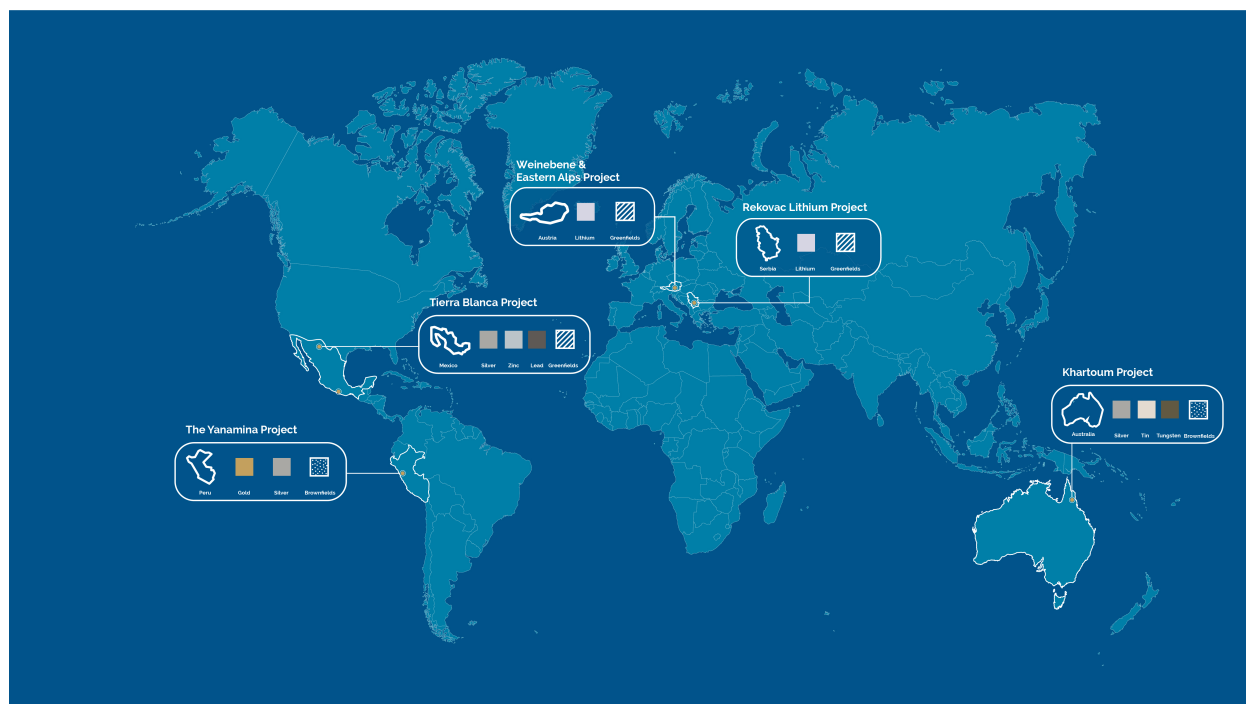 Weinebene &
Eastern Alps Project
Austria Lithium Greenfields
Rekovac Lithium Project
Serbia Lithium Greenfields
Tierra Blanca Project
Mexico Silver Zinc Lead Greenfields
Khartoum Project
Australia Silver Tin Tungsten Brownfields
The Yanamina Project
Peru Gold Silver Brownfields